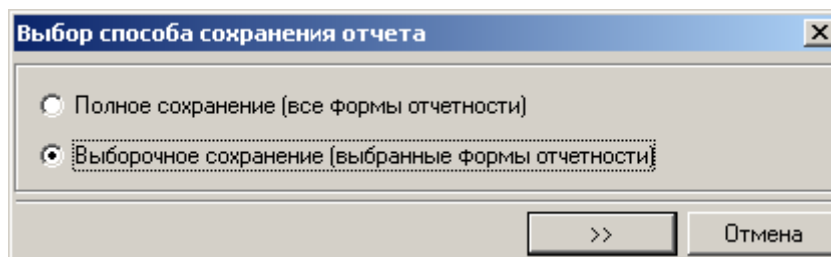 Выбор способа сохранения отчета
Полное сохранение (все формы отчетности)
Выборочное сохранение (выбранные формы отчетности)
>> Отмена